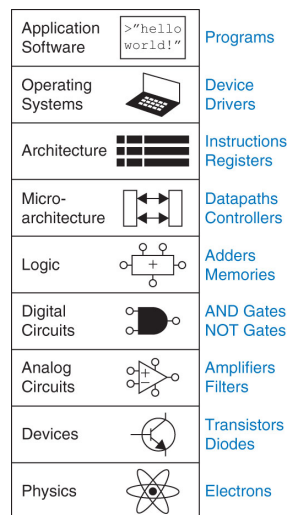 Application
Software
>"hello
world!"
Programs
Operating
Systems
Device
Drivers
Architecture
Instructions
Registers
Micro-
architecture
Datapaths
Controllers
Logic
+
Adders
Memories
Digital
Circuits
AND Gates
NOT Gates
Analog
Circuits
+
−
Amplifiers
Filters
Devices
Transistors
Diodes
Physics
Electrons